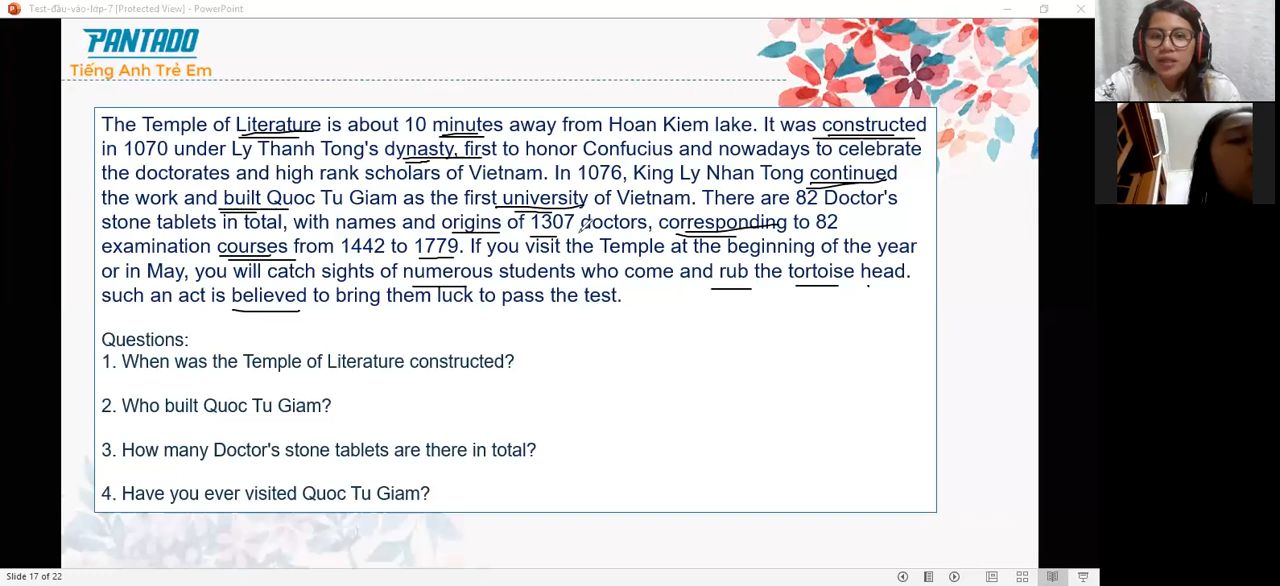 Test-đầu-vào-lớp-7 [Protected View] - PowerPoint
PANTADO
Tiếng Anh Trẻ Em
The Temple of Literature is about 10 minutes away from Hoan Kiem lake. It was constructed
in 1070 under Ly Thanh Tong's dynasty, first to honor Confucius and nowadays to celebrate
the doctorates and high rank scholars of Vietnam. In 1076, King Ly Nhan Tong continued
the work and built Quoc Tu Giam as the first university of Vietnam. There are 82 Doctor's
stone tablets in total, with names and origins of 1307 doctors, corresponding to 82
examination courses from 1442 to 1779. If you visit the Temple at the beginning of the year
or in May, you will catch sights of numerous students who come and rub the tortoise head.
such an act is believed to bring them luck to pass the test.
Questions:
1. When was the Temple of Literature constructed?
2. Who built Quoc Tu Giam?
3. How many Doctor's stone tablets are there in total?
4. Have you ever visited Quoc Tu Giam?
Slide 17 of 22